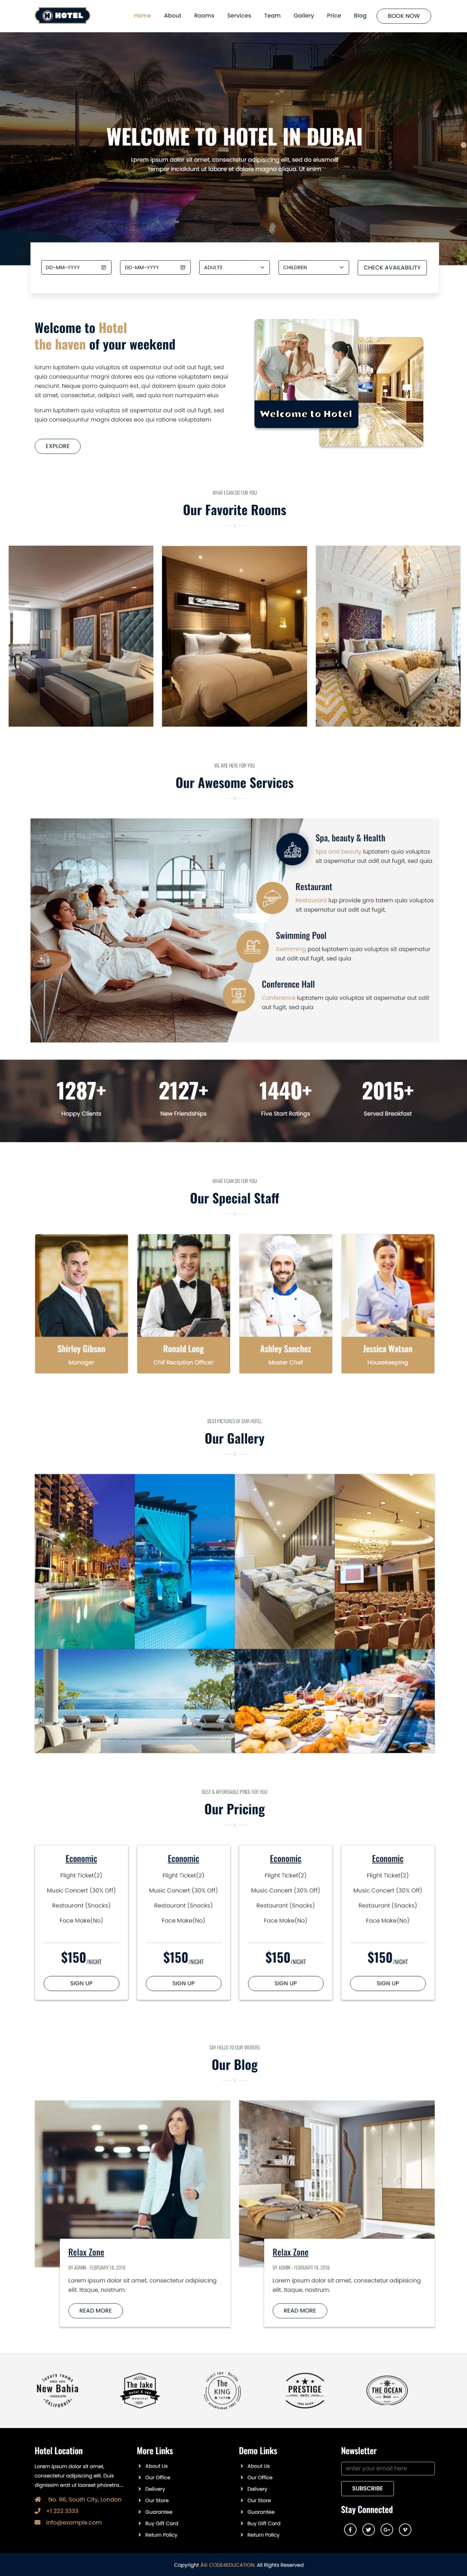 HOTEL
Home About Rooms Services Team Gallery Price Blog BOOK NOW
WELCOME TO HOTEL IN DUBAI
Lorem ipsum dolor sit amet, consectetur adipisicing elit, sed do eiusmod
tempor incididunt ut labore et dolore magna aliqua. Ut enim
DD-MM-YYYY DD-MM-YYYY ADULTS CHILDREN CHECK AVAILABILITY
Welcome to Hotel
the haven of your weekend
lorum luptatem quia voluptas sit aspernatur aut odit aut fugit, sed
quia consequuntur magni dolores eos qui ratione voluptatem sequi
nesciunt. Neque porro quisquam est, qui dolorem ipsum quia dolor
sit amet, consectetur, adipisci velit, sed quia non numquam eius
lorum luptatem quia voluptas sit aspernatur aut odit aut fugit, sed
quia consequuntur magni dolores eos qui ratione voluptatem
EXPLORE
Welcome to Hotel
WHAT I CAN DO FOR YOU
Our Favorite Rooms
WE ARE HERE FOR YOU
Our Awesome Services
Spa, beauty & Health
Spa and beauty luptatem quia voluptas
sit aspernatur aut odit aut fugit, sed quia
Restaurant
Restaurant lup provide grro tatem quia voluptas
sit aspernatur aut odit aut fugit,
Swimming Pool
Swimming pool luptatem quia voluptas sit aspernatur
aut odit aut fugit, sed quia
Conference Hall
Conference luptatem quia voluptas sit aspernatur aut odit
aut fugit, sed quia
1287+ 2127+ 1440+ 2015+
Happy Clients New Friendships Five Start Ratings Served Breakfast
WHAT I CAN DO FOR YOU
Our Special Staff
Shirley Gibson Ronald Long Ashley Sanchez Jessica Watson
Manager Chif Reciption Officer Master Chef Housekeeping
BEST PICTURES OF OUR HOTEL
Our Gallery
BEST & AFFORDABLE PRICE FOR YOU
Our Pricing
Economic Economic Economic Economic
Flight Ticket(2) Flight Ticket(2) Flight Ticket(2) Flight Ticket(2)
Music Concert (30% Off) Music Concert (30% Off) Music Concert (30% Off) Music Concert (30% Off)
Restaurant (Snacks) Restaurant (Snacks) Restaurant (Snacks) Restaurant (Snacks)
Face Make(No) Face Make(No) Face Make(No) Face Make(No)
$150/NIGHT $150/NIGHT $150/NIGHT $150/NIGHT
SIGN UP SIGN UP SIGN UP SIGN UP
SAY HELLO TO OUR VISITERS
Our Blog
Relax Zone
BY ADMIN - FEBRUARY 18, 2018
Lorem ipsum dolor sit amet, consectetur adipisicing
elit. Itaque, nostrum.
READ MORE
Relax Zone
BY ADMIN - FEBRUARY 18, 2018
Lorem ipsum dolor sit amet, consectetur adipisicing
elit. Itaque, nostrum.
READ MORE
luxury rooms
New Bahia
CALIFORNIA
The lake
The
KING
PRESTIGE
HOTEL
THE OCEAN
Hotel Location
Lorem ipsum dolor sit amet,
consectetur adipisicing elit. Duis
dignissim erat ut laoreet pharetra....
No. 96, South City, London
+1 222 3333
info@example.com
More Links
About Us
Our Office
Delivery
Our Store
Guarantee
Buy Gift Card
Return Policy
Demo Links
About Us
Our Office
Delivery
Our Store
Guarantee
Buy Gift Card
Return Policy
Newsletter
enter your email here
SUBSCRIBE
Stay Connected
Copyright Â© CODE4EDUCATION. All Rights Reserved